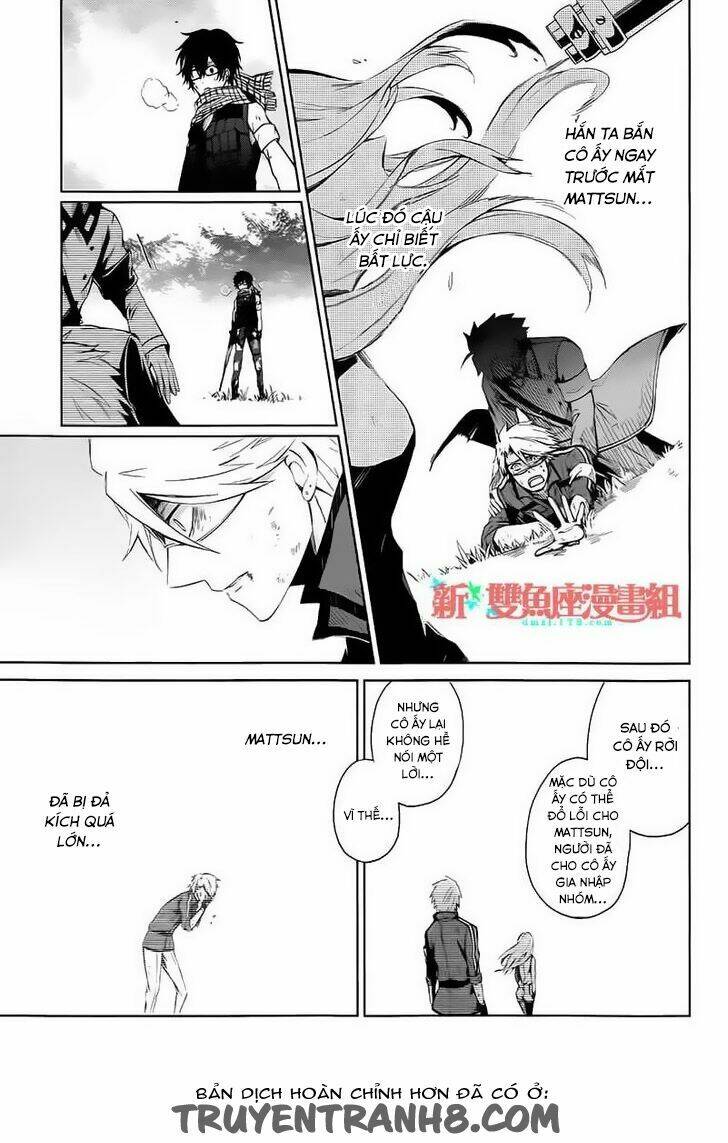 HẮN TA BẮN
CÔ ẤY NGAY
TRƯỚC MẮT
MATTSUN...
LÚC ĐÓ CẬU
ẤY CHỈ BIẾT
BẤT LỰC.
新★雙魚座漫畫組
dmzj.178.com
SAU ĐÓ
CÔ ẤY RỜI
ĐỘI...
MẶC DÙ CÔ
ẤY CÓ THỂ
ĐỔ LỖI CHO
MATTSUN,
NGƯỜI ĐÃ
CHO CÔ ẤY
GIA NHẬP
NHÓM...
NHƯNG
CÔ ẤY LẠI
KHÔNG HỀ
NÓI MỘT
LỜI...
VÌ THẾ...
MATTSUN...
ĐÃ BỊ ĐẢ
KÍCH QUÁ
LỚN...
BẢN DỊCH HOÀN CHỈNH HƠN ĐÃ CÓ Ở:
TRUYENTRANH8.COM